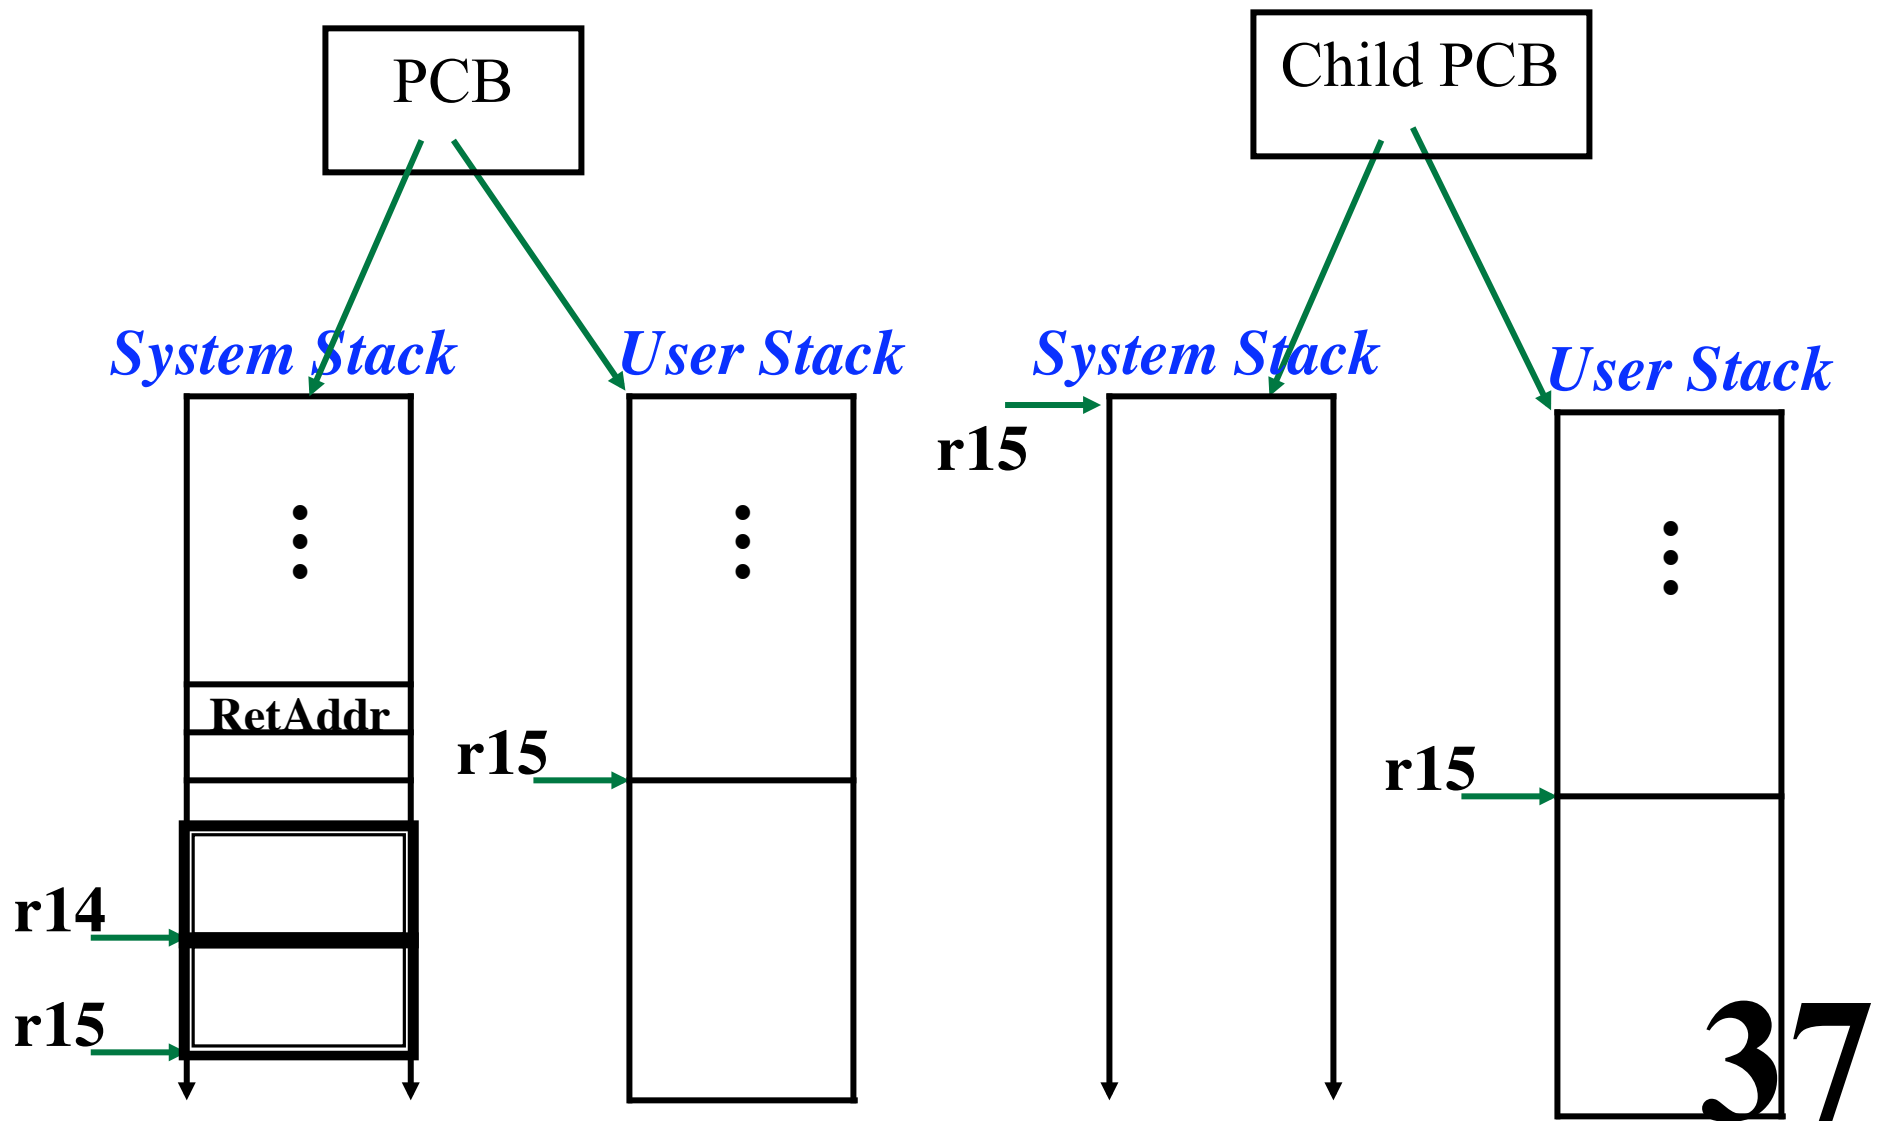 PCB
Child PCB
System Stack
User Stack
System Stack
User Stack
r15
RetAddr
r15
r15
r14
r15
37